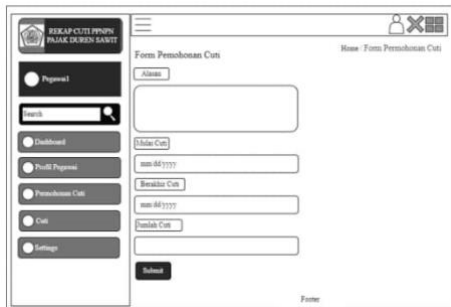 REKAP CUTI PPNPN
PAJAK DUREN SAWIT
Pegawai1
Search
Dashboard
Profil Pegawai
Permohonan Cuti
Cuti
Settings
Home / Form Permohonan Cuti
Form Pemohonan Cuti
Alasan
Mulai Cuti
mm/dd/yyyy
Berakhir Cuti
mm/dd/yyyy
Jumlah Cuti
Submit
Footer